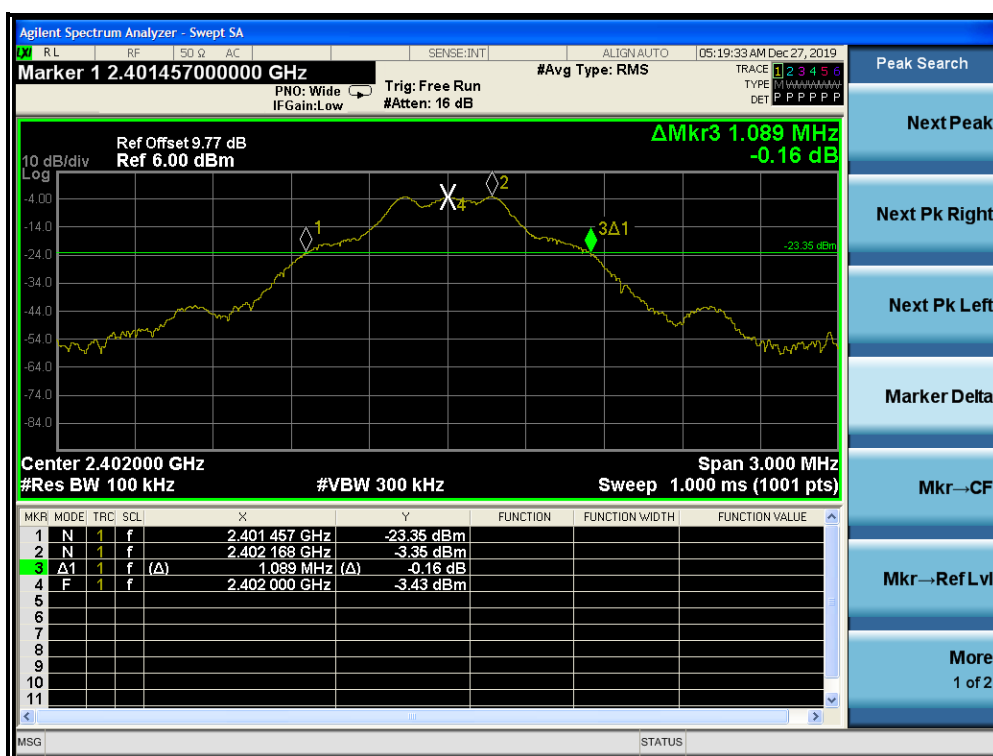 Agilent Spectrum Analyzer - Swept SA
LXI RL RF 50 Ω AC SENSE:INT ALIGN AUTO 05:19:33 AM Dec 27, 2019
Marker 1 2.401457000000 GHz
PNO: Wide
IFGain:Low
Trig: Free Run
#Atten: 16 dB
#Avg Type: RMS
TRACE 1 2 3 4 5 6
TYPE M
DET P P P P P P
ΔMkr3 1.089 MHz
-0.16 dB
Ref Offset 9.77 dB
10 dB/div Ref 6.00 dBm
Log
-4.00
-14.0
-24.0
-34.0
-44.0
-54.0
-64.0
-74.0
-84.0
1
2
4
3Δ1
-23.35 dBm
Center 2.402000 GHz Span 3.000 MHz
#Res BW 100 kHz #VBW 300 kHz Sweep 1.000 ms (1001 pts)
MKR MODE TRC SCL X Y FUNCTION FUNCTION WIDTH FUNCTION VALUE
1 N 1 f 2.401 457 GHz -23.35 dBm
2 N 1 f 2.402 168 GHz -3.35 dBm
3 Δ1 1 f (Δ) 1.089 MHz (Δ) -0.16 dB
4 F 1 f 2.402 000 GHz -3.43 dBm
5
6
7
8
9
10
11
MSG STATUS
Peak Search
Next Peak
Next Pk Right
Next Pk Left
Marker Delta
Mkr→CF
Mkr→Ref Lvl
More
1 of 2